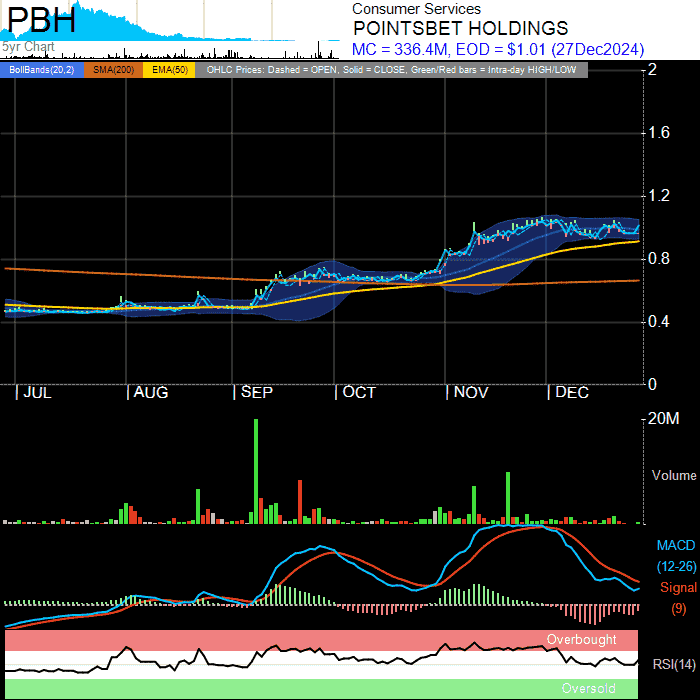 PBH
5yr Chart
Consumer Services
POINTSBET HOLDINGS
MC = 336.4M, EOD = $1.01 (27Dec2024)
BollBands(20,2) SMA(200) EMA(50) OHLC Prices: Dashed = OPEN, Solid = CLOSE, Green/Red bars = Intra-day HIGH/LOW
2
1.6
1.2
0.8
0.4
0
JUL AUG SEP OCT NOV DEC
20M
Volume
MACD
(12-26)
Signal
(9)
Overbought
RSI(14)
Oversold